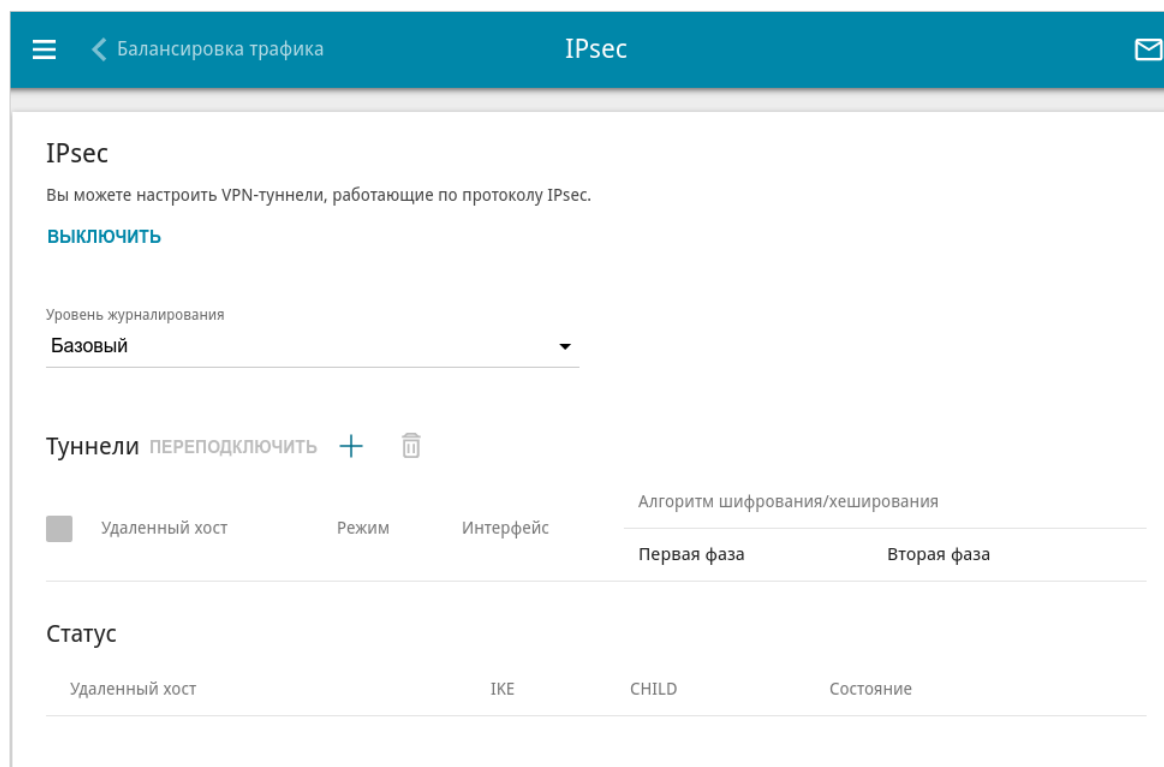 Балансировка трафика
IPsec
IPsec
Вы можете настроить VPN-туннели, работающие по протоколу IPsec.
ВЫКЛЮЧИТЬ
Уровень журналирования
Базовый
Туннели ПЕРЕПОДКЛЮЧИТЬ
Удаленный хост Режим Интерфейс Алгоритм шифрования/хеширования
Первая фаза Вторая фаза
Статус
Удаленный хост IKE CHILD Состояние